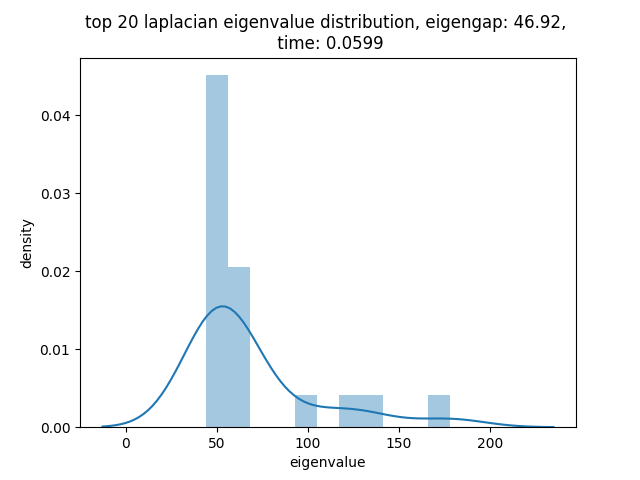 top 20 laplacian eigenvalue distribution, eigengap: 46.92,
time: 0.0599
0.04
0.03
0.02
0.01
0.00
density
0 50 100 150 200
eigenvalue